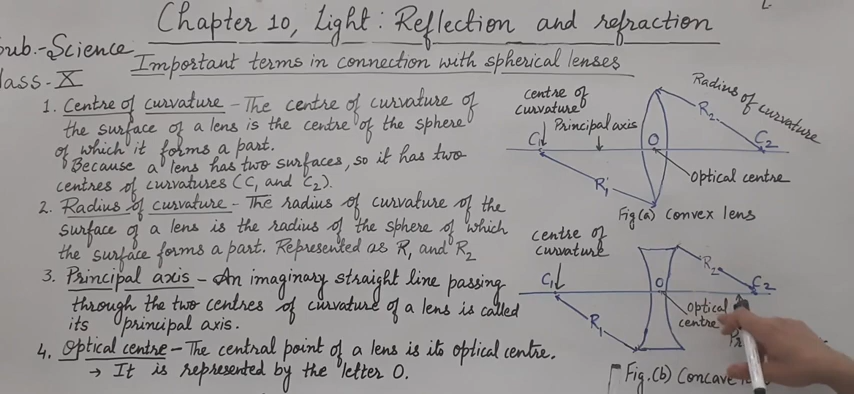 Chapter 10, Light: Reflection and refraction
Sub.-Science
Class-X
Important terms in connection with spherical lenses
1. Centre of curvature - The centre of curvature of
the surface of a lens is the centre of the sphere
of which it forms a part.
Because a lens has two surfaces, so it has two
centres of curvatures (C1 and C2).
2. Radius of curvature - The radius of curvature of the
surface of a lens is the radius of the sphere of which
the surface forms a part. Represented as R1 and R2
3. Principal axis - An imaginary straight line passing
through the two centres of curvature of a lens is called
its principal axis.
4. Optical centre - The central point of a lens is its optical centre.
→ It is represented by the letter O.
centre of
curvature
Radius of curvature
R2
C1
Principal axis
O
C2
R1
Optical centre
Fig(a) convex lens
centre of
curvature
R2
C1
O
C2
Optical
centre
R1
Fig.(b) Concave